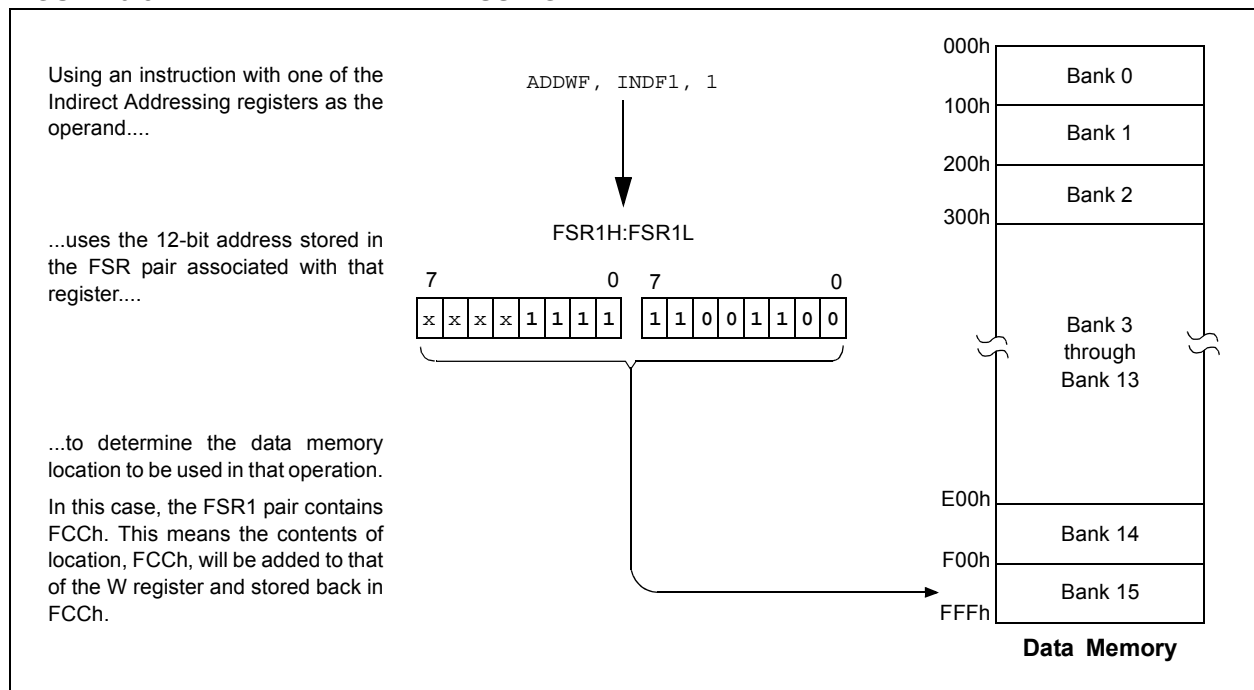 Using an instruction with one of the
Indirect Addressing registers as the
operand....
ADDWF, INDF1, 1
...uses the 12-bit address stored in
the FSR pair associated with that
register....
FSR1H:FSR1L
7 0 7 0
x x x x 1 1 1 1 1 1 0 0 1 1 0 0
...to determine the data memory
location to be used in that operation.
In this case, the FSR1 pair contains
FCCh. This means the contents of
location, FCCh, will be added to that
of the W register and stored back in
FCCh.
000h
Bank 0
100h
Bank 1
200h
Bank 2
300h
Bank 3
through
Bank 13
E00h
Bank 14
F00h
Bank 15
FFFh
Data Memory